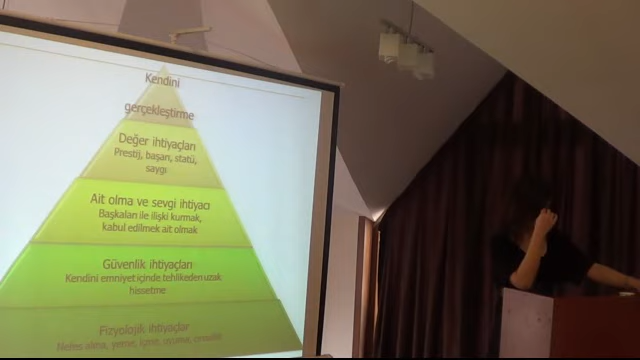 Kendini
gerçekleştirme
Değer ihtiyaçları
Prestij, başarı, statü,
saygı
Ait olma ve sevgi ihtiyacı
Başkaları ile ilişki kurmak,
kabul edilmek ait olmak
Güvenlik ihtiyaçları
Kendini emniyet içinde tehlikeden uzak
hissetme
Fizyolojik ihtiyaçlar
Nefes alma, yeme, içme, uyuma,